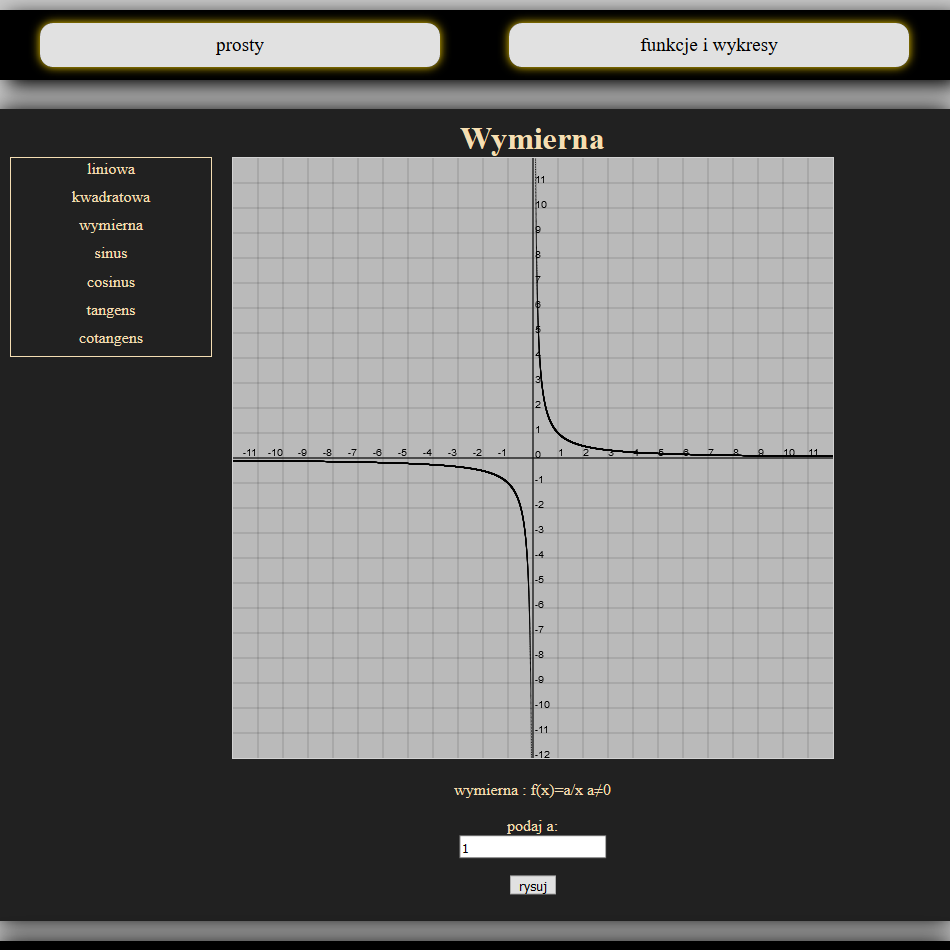 prosty
funkcje i wykresy
Wymierna
liniowa
kwadratowa
wymierna
sinus
cosinus
tangens
cotangens
11
10
9
8
7
6
5
4
3
2
1
-11 -10 -9 -8 -7 -6 -5 -4 -3 -2 -1 0 1 2 3 4 5 6 7 8 9 10 11
-1
-2
-3
-4
-5
-6
-7
-8
-9
-10
-11
-12
wymierna : f(x)=a/x a≠0
podaj a:
1
rysuj